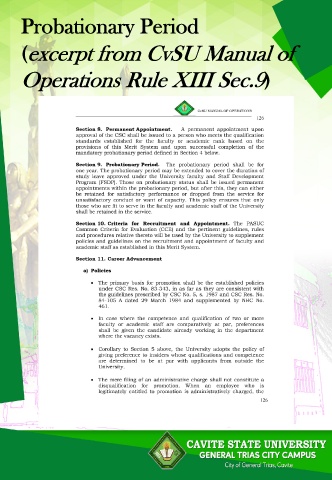 Probationary Period
(excerpt from CvSU Manual of
Operations Rule XIII Sec.9)
CvSU MANUAL OF OPERATIONS
126
Section 8. Permanent Appointment. A permanent appointment upon
approval of the CSC shall be issued to a person who meets the qualification
standards established for the faculty or academic rank based on the
provisions of this Merit System and upon successful completion of the
mandatory probationary period defined in Section 4 below.
Section 9. Probationary Period. The probationary period shall be for
one year. The probationary period may be extended to cover the duration of
study leave approved under the University faculty and Staff Development
Program (FSDP). Those on probationary status shall be issued permanent
appointments within the probationary period, but after this, they can either
be retained for satisfactory performance or dropped from the service for
unsatisfactory conduct or want of capacity. This policy ensures that only
those who are fit to serve in the faculty and academic staff of the University
shall be retained in the service.
Section 10. Criteria for Recruitment and Appointment. The PASUC
Common Criteria for Evaluation (CCE) and the pertinent guidelines, rules
and procedures relative thereto will be used by the University to supplement
policies and guidelines on the recruitment and appointment of faculty and
academic staff as established in this Merit System.
Section 11. Career Advancement
a) Policies
• The primary basis for promotion shall be the established policies
under CSC Res. No. 83-343, in as far as they are consistent with
the guidelines prescribed by CSC No. 5, s. 1987 and CSC Res. No.
89-105 A dated 29 March 1989 and supplemented by NBC No.
461.
• In case where the competence and qualification of two or more
faculty or academic staff are comparatively at par, preference
shall be given the candidate already working in the department
where the vacancy exists.
• Corollary to Section 5 above, the University adopts the policy of
giving preference to insiders whose qualifications and competence
are determined to be at par with applicants from outside the
University.
• The mere filing of an administrative charge shall not constitute a
disqualification for promotion. When an employee who is
legitimately entitled to promotion is administratively charged, the
126
CAVITE STATE UNIVERSITY
GENERAL TRIAS CITY CAMPUS
City of General Trias, Cavite